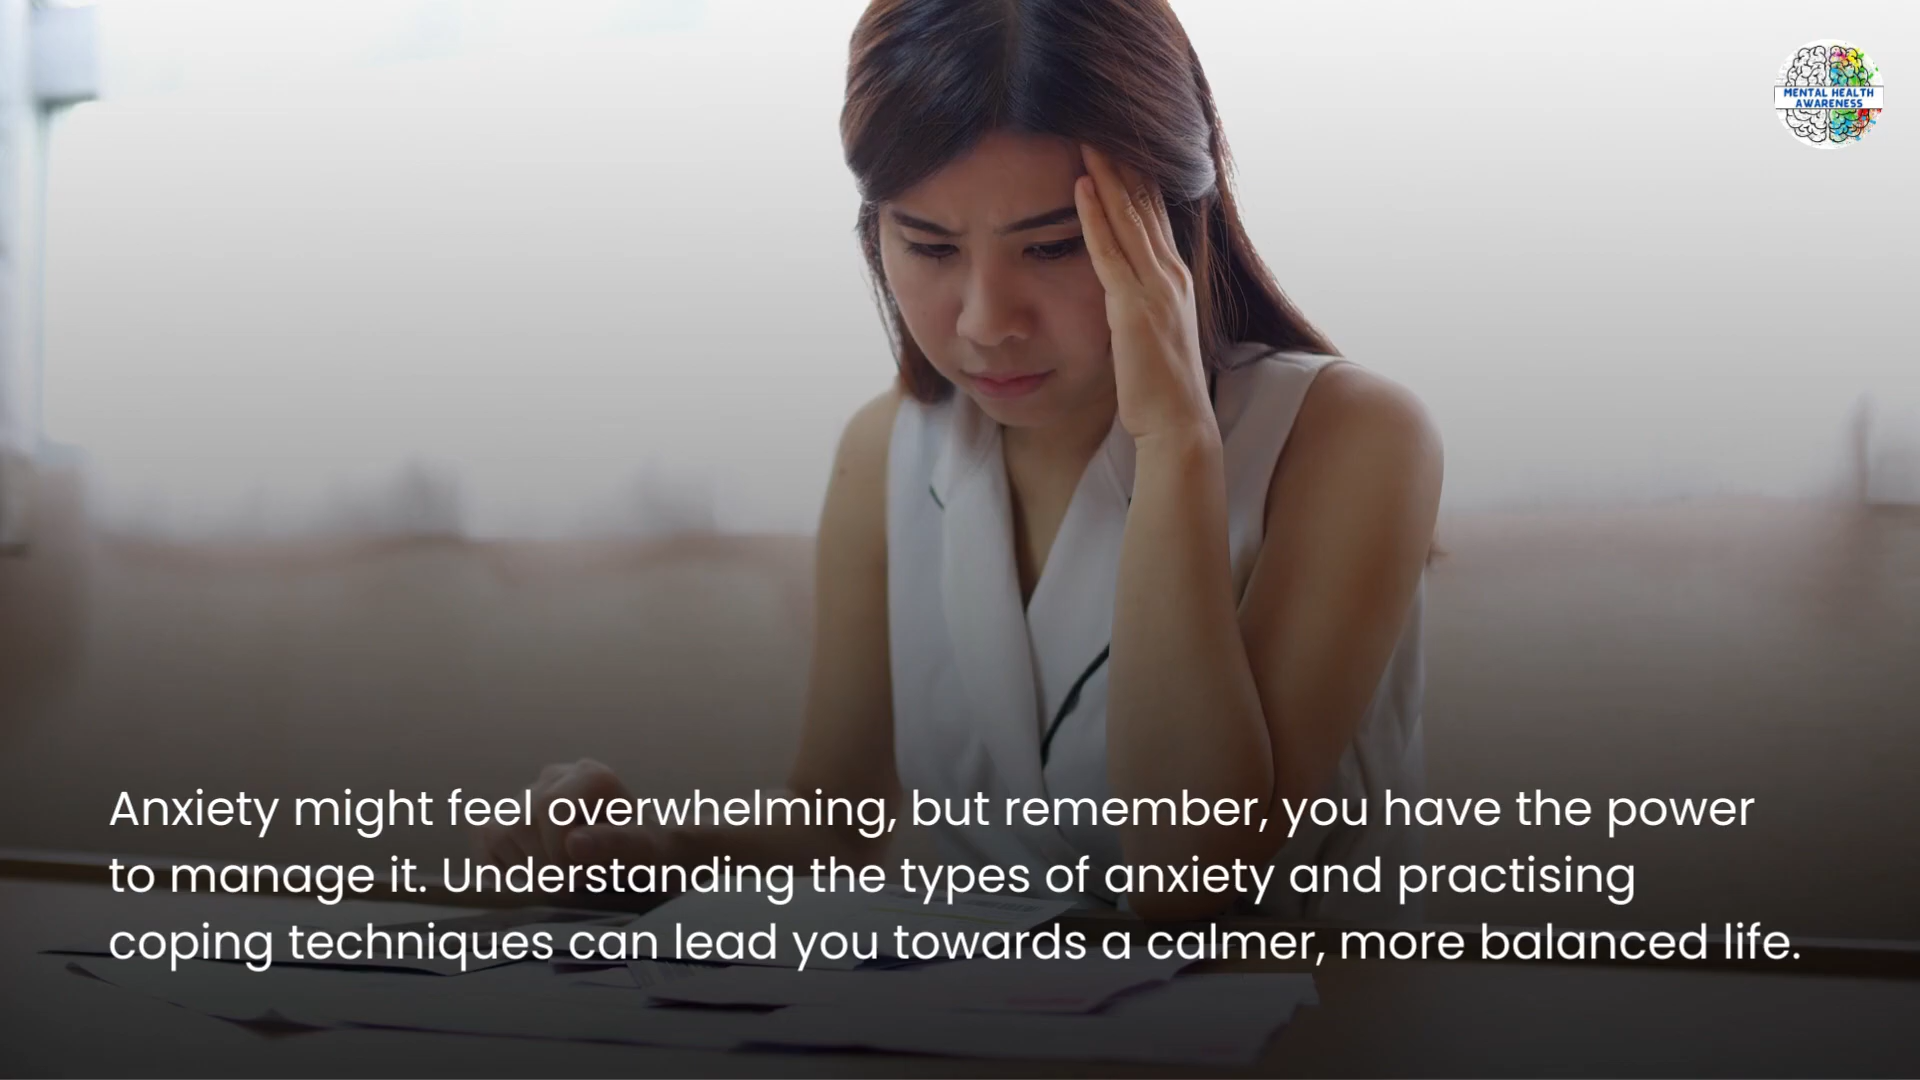 MENTAL HEALTH
AWARENESS
Anxiety might feel overwhelming, but remember, you have the power
to manage it. Understanding the types of anxiety and practising
coping techniques can lead you towards a calmer, more balanced life.